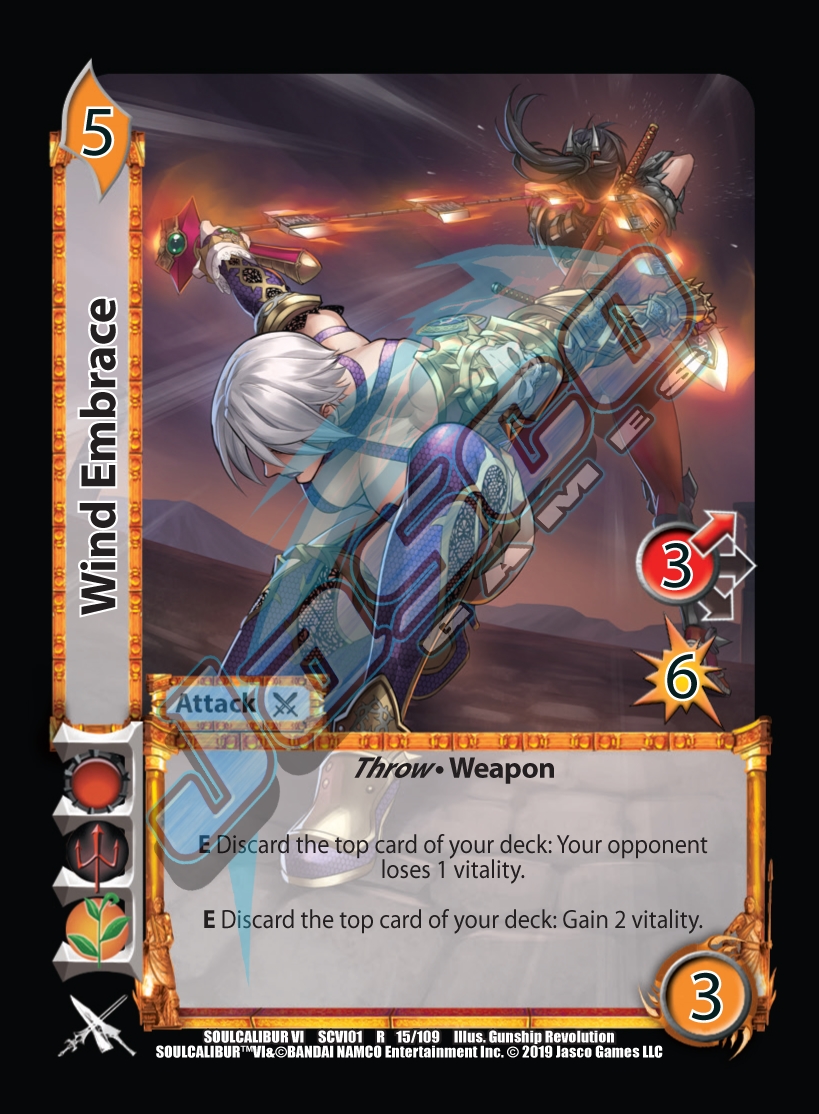 5
Wind Embrace
3
6
Attack
Throw • Weapon
E Discard the top card of your deck: Your opponent
loses 1 vitality.
E Discard the top card of your deck: Gain 2 vitality.
3
SOULCALIBUR VI SCVI01 R 15/109 Illus. Gunship Revolution
SOULCALIBUR™VI&©BANDAI NAMCO Entertainment Inc. © 2019 Jasco Games LLC
JASCO
GAMES